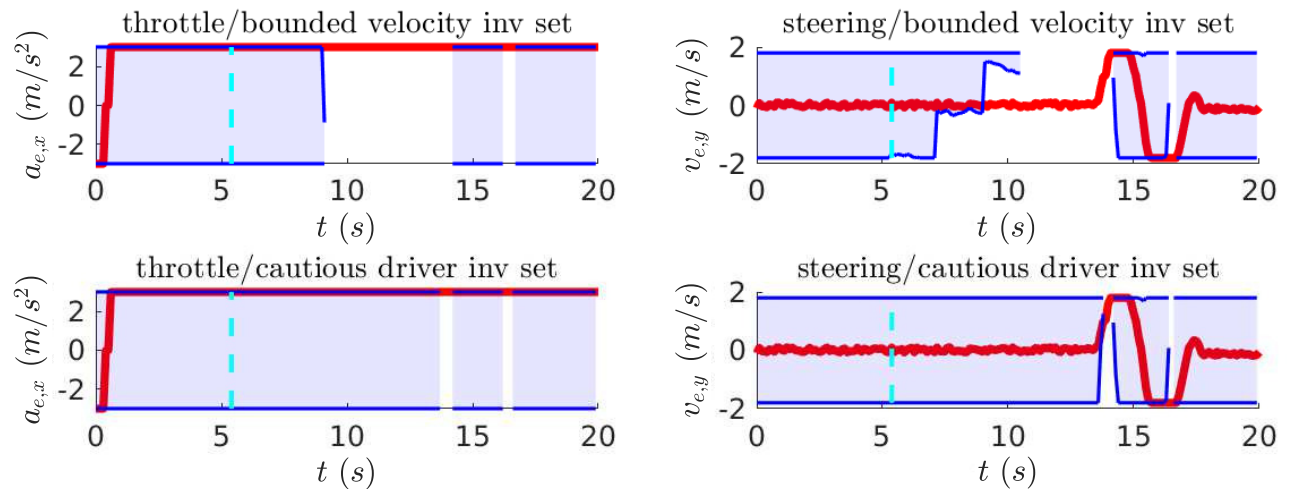 throttle/bounded velocity inv set
a_{e,x} (m/s^2)
2
0
-2
0 5 10 15 20
t (s)
steering/bounded velocity inv set
v_{e,y} (m/s)
2
0
-2
0 5 10 15 20
t (s)
throttle/cautious driver inv set
a_{e,x} (m/s^2)
2
0
-2
0 5 10 15 20
t (s)
steering/cautious driver inv set
v_{e,y} (m/s)
2
0
-2
0 5 10 15 20
t (s)